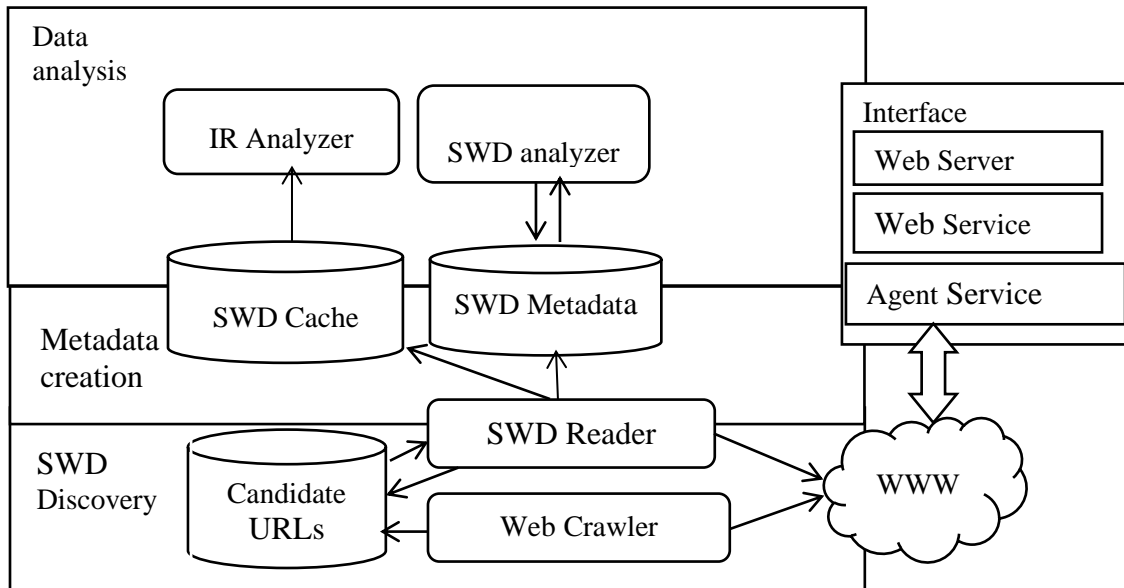 Data
analysis
IR Analyzer
SWD analyzer
Interface
Web Server
Web Service
Agent Service
SWD Cache
SWD Metadata
Metadada
creation
SWD Reader
SWD
Discovery
Candidate
URLs
Web Crawler
WWW